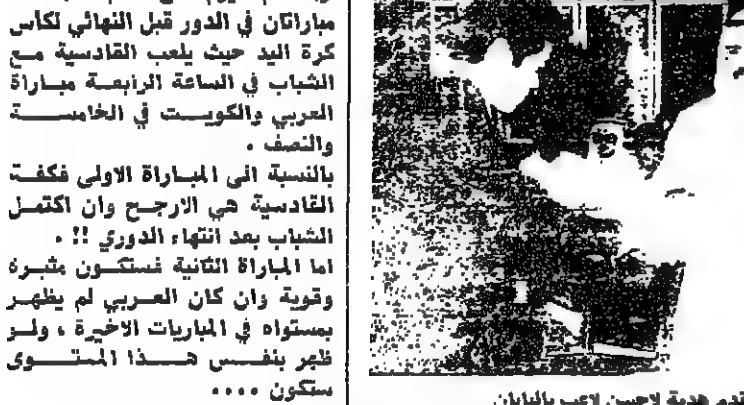 مباراتان في الدور قبل النهائي لكأس
كرة اليد حيث يلعب القادسية مع
الشباب في الساعة الرابعة مباراة
العربي والكويت في الخامسة
والنصف .
بالنسبة الى المباراة الاولى فكفة
القادسية هي الارجح وان اكتمل
الشباب بعد انتهاء الدوري !! .
اما المباراة الثانية فستكون مثيرة
وقوية وان كان العربي لم يظهر
بمستواه في المباريات الاخيرة ، ولو
ظهر بنفس هذا المستوى
ستكون ....
هدية لاحسن لاعب باليابان